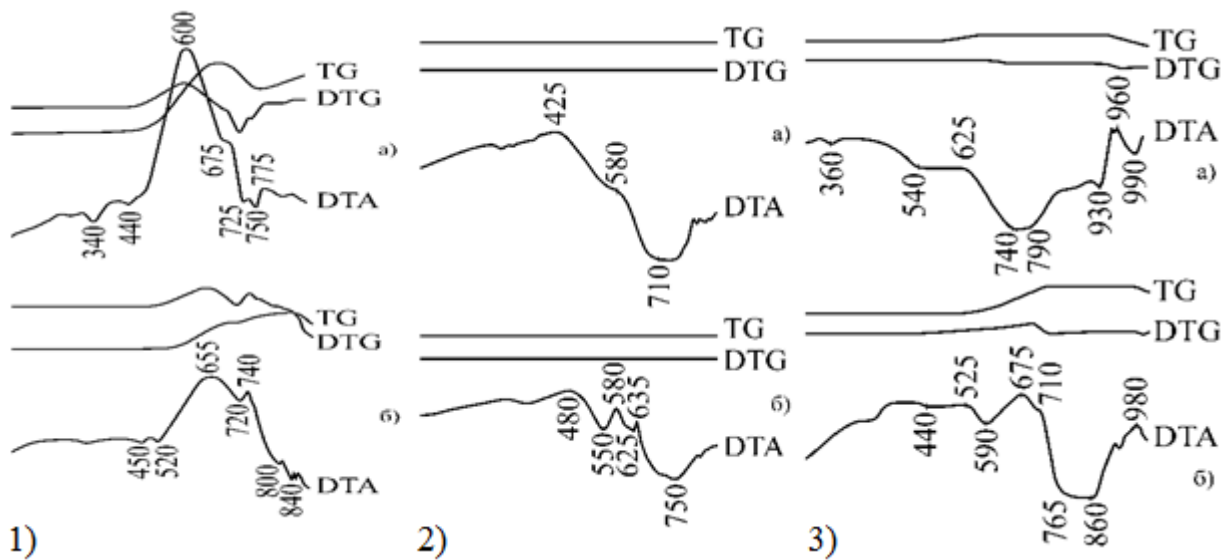 600
TG
DTG
а)
675
775
DTA
340
440
725
750
TG
DTG
655
740
б)
720
450
520
800
840
DTA
1)
TG
DTG
425
а)
580
DTA
710
TG
DTG
580
635
б)
480
550
625
DTA
750
2)
TG
DTG
960
625
DTA
360
а)
540
930
990
740
790
TG
DTG
525
675
710
980
440
590
DTA
б)
765
860
3)